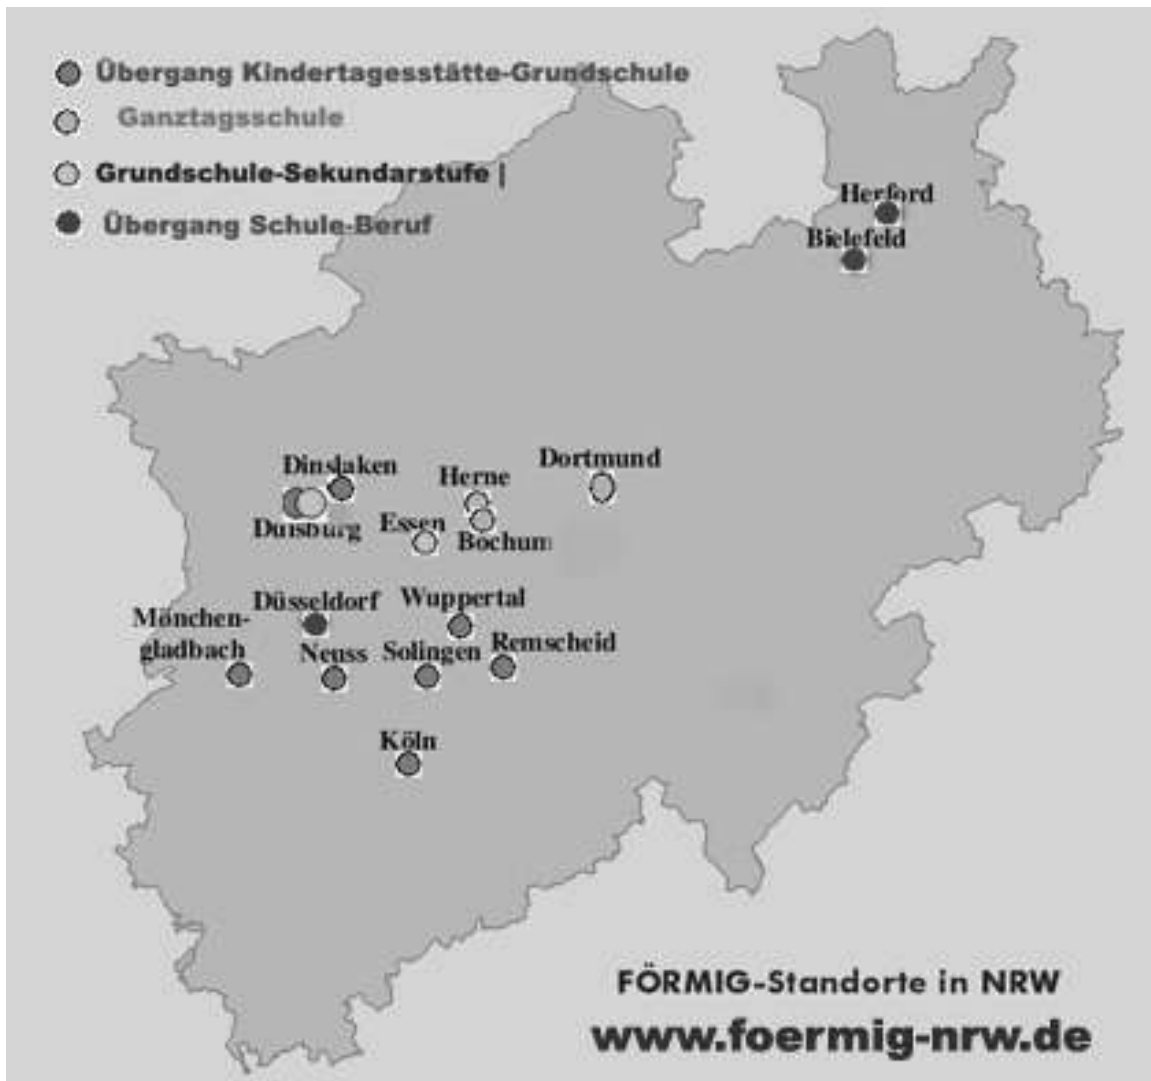 Übergang Kindertagesstätte-Grundschule
Ganztagsschule
Grundschule-Sekundarstufe |
Übergang Schule-Beruf
Herford
Bielefeld
Dinslaken
Herne
Dortmund
Duisburg
Essen
Bochum
Düsseldorf
Wuppertal
Mönchen-
gladbach
Neuss
Solingen
Remscheid
Köln
FÖRMIG-Standorte in NRW
www.foermig-nrw.de